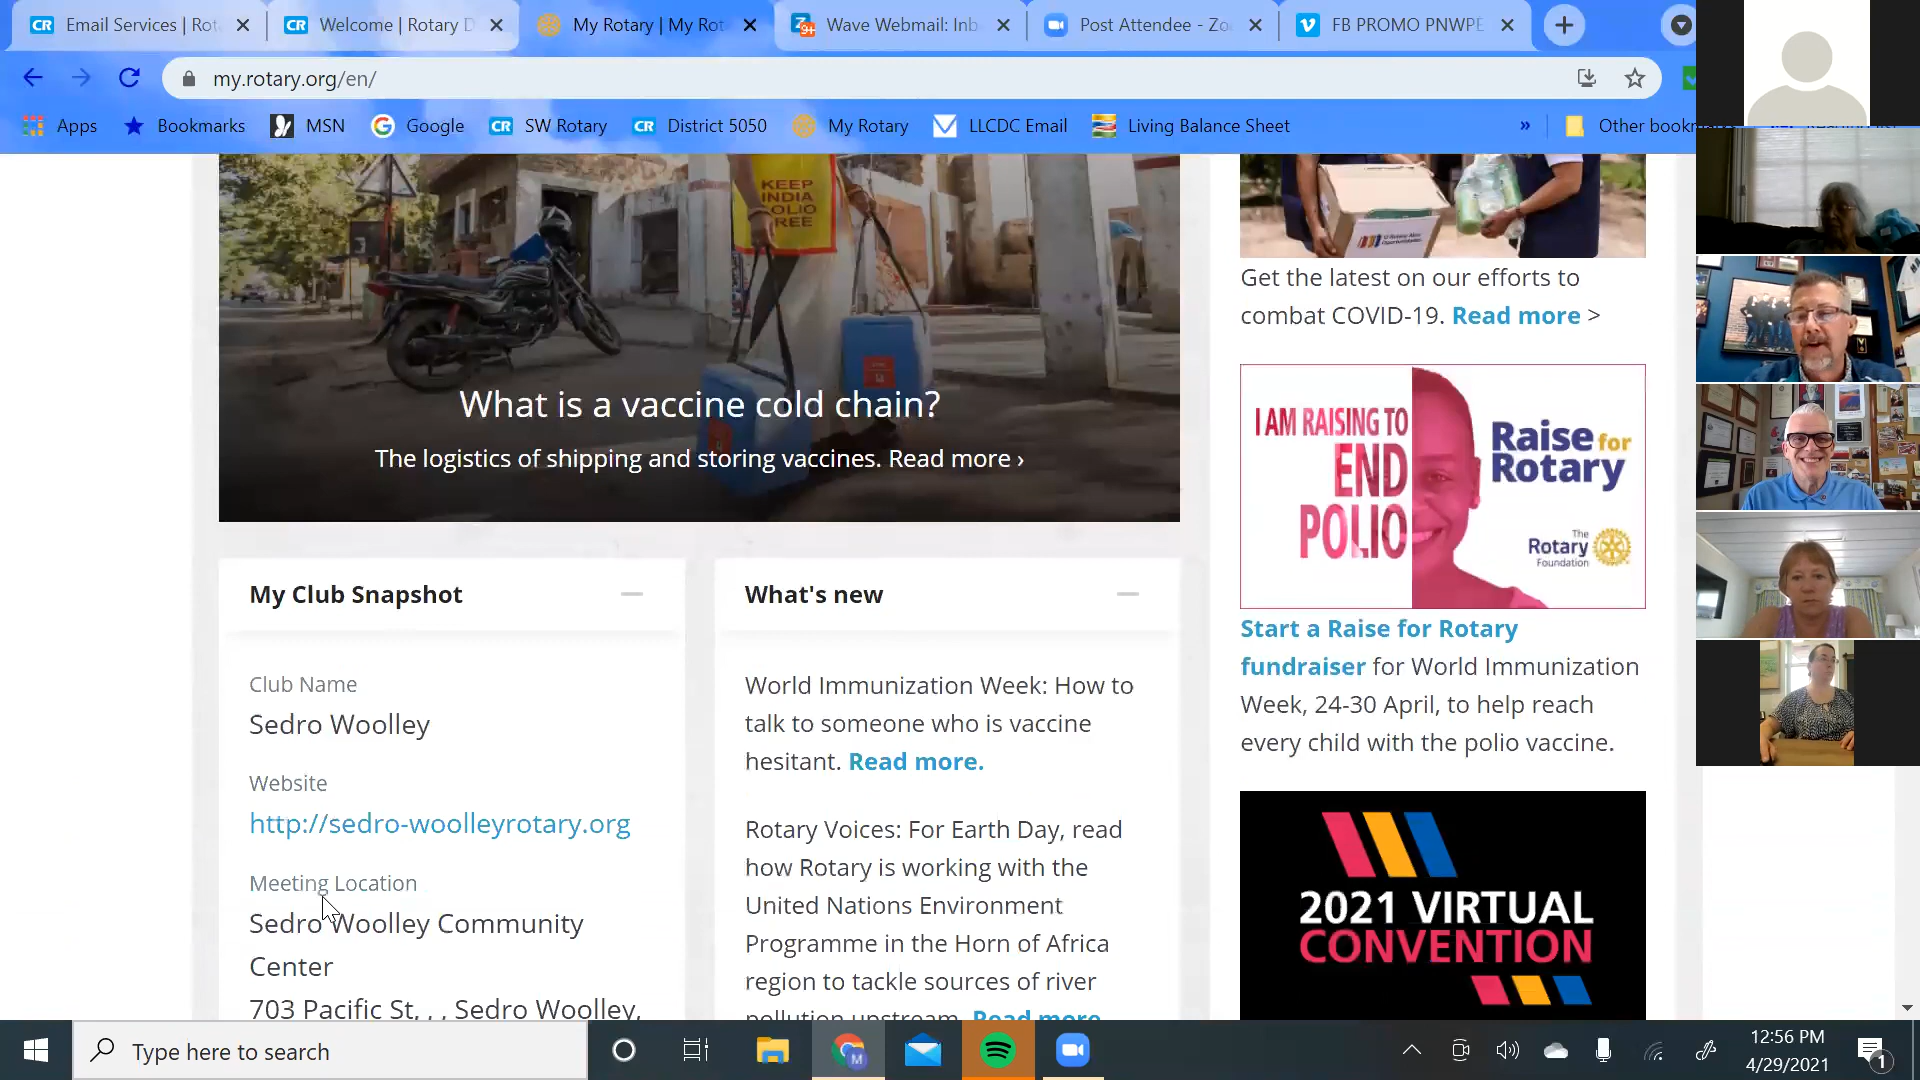 Email Services | Rot
Welcome | Rotary D
My Rotary | My Rot
Wave Webmail: Inb
Post Attendee - Zo
FB PROMO PNWPE
my.rotary.org/en/
Apps
Bookmarks
MSN
Google
SW Rotary
District 5050
My Rotary
LLCDC Email
Living Balance Sheet
»
Other bookmarks
KEEP
INDIA
POLIO
FREE
What is a vaccine cold chain?
The logistics of shipping and storing vaccines. Read more ›
Get the latest on our efforts to
combat COVID-19. Read more >
I AM RAISING TO
END
POLIO
Raise for
Rotary
The
Rotary
Foundation
Start a Raise for Rotary
fundraiser for World Immunization
Week, 24-30 April, to help reach
every child with the polio vaccine.
2021 VIRTUAL
CONVENTION
My Club Snapshot
Club Name
Sedro Woolley
Website
http://sedro-woolleyrotary.org
Meeting Location
Sedro Woolley Community
Center
703 Pacific St, , , Sedro Woolley,
What's new
World Immunization Week: How to
talk to someone who is vaccine
hesitant. Read more.
Rotary Voices: For Earth Day, read
how Rotary is working with the
United Nations Environment
Programme in the Horn of Africa
region to tackle sources of river
pollution upstream. Read more
Type here to search
12:56 PM
4/29/2021
1